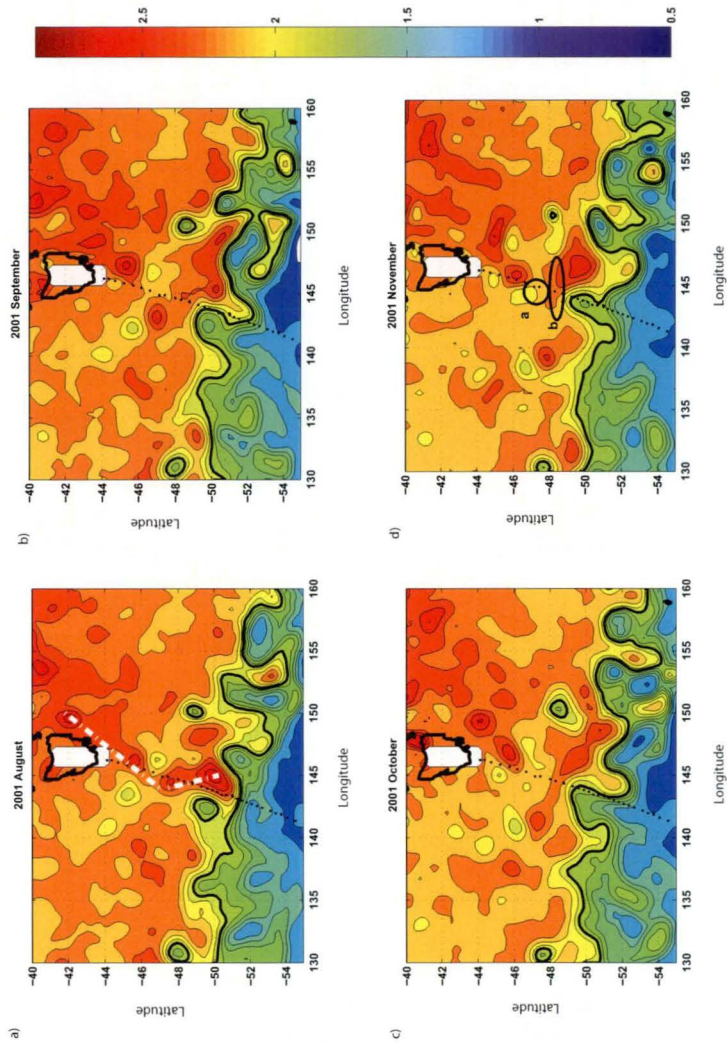 a)
2001 August
Latitude
-40
-42
-44
-46
-48
-50
-52
-54
130 135 140 145 150 155 160
Longitude
b)
2001 September
Latitude
-40
-42
-44
-46
-48
-50
-52
-54
130 135 140 145 150 155 160
Longitude
c)
2001 October
Latitude
-40
-42
-44
-46
-48
-50
-52
-54
130 135 140 145 150 155 160
Longitude
d)
2001 November
Latitude
-40
-42
-44
-46
-48
-50
-52
-54
a
b
130 135 140 145 150 155 160
Longitude
2.5
2
1.5
1
0.5